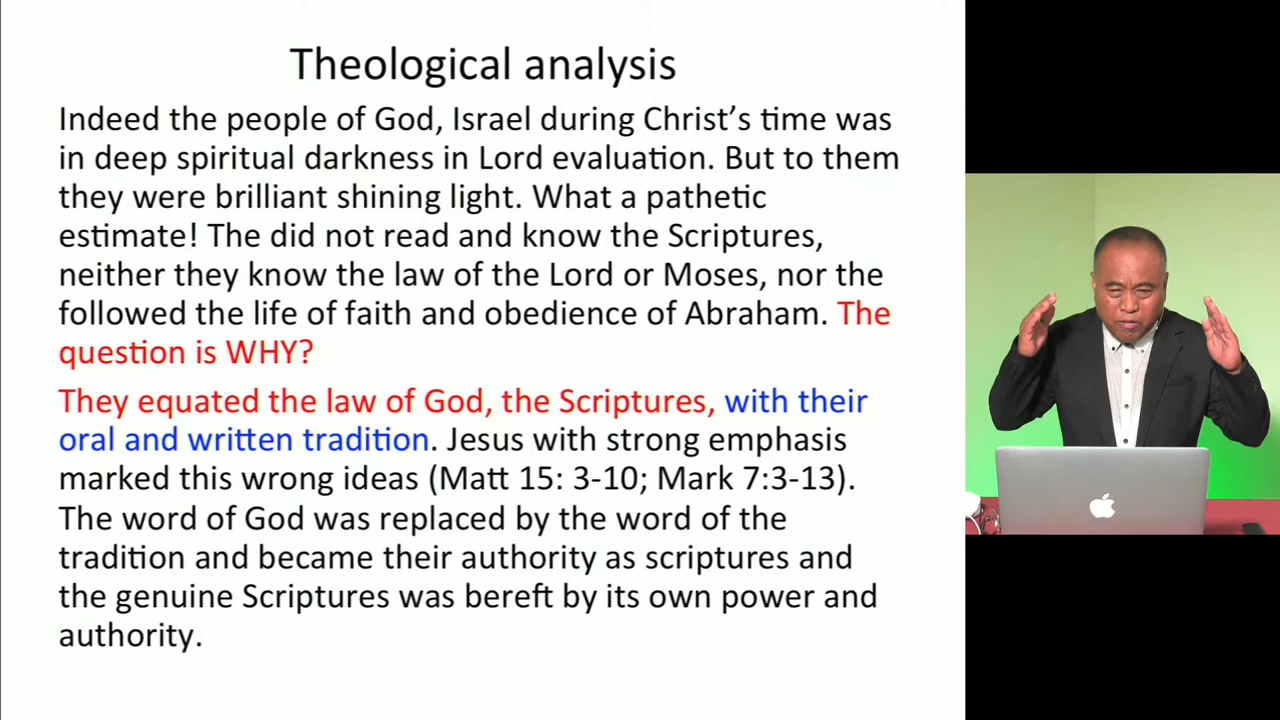 Theological analysis
Indeed the people of God, Israel during Christ’s time was
in deep spiritual darkness in Lord evaluation. But to them
they were brilliant shining light. What a pathetic
estimate! The did not read and know the Scriptures,
neither they know the law of the Lord or Moses, nor the
followed the life of faith and obedience of Abraham. The
question is WHY?
They equated the law of God, the Scriptures, with their
oral and written tradition. Jesus with strong emphasis
marked this wrong ideas (Matt 15: 3-10; Mark 7:3-13).
The word of God was replaced by the word of the
tradition and became their authority as scriptures and
the genuine Scriptures was bereft by its own power and
authority.